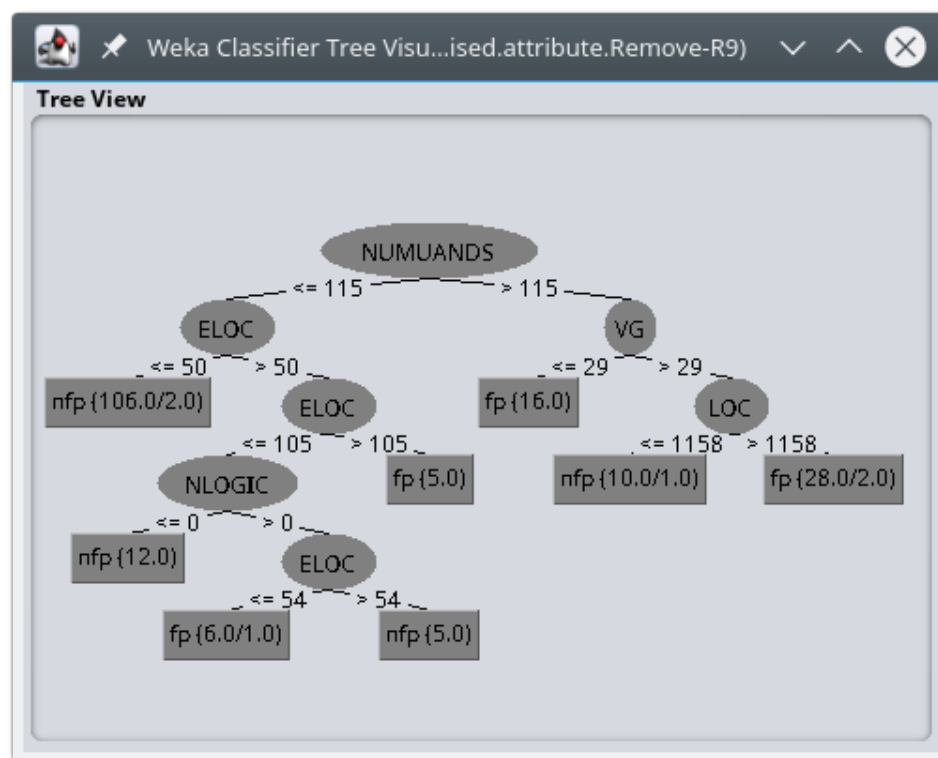 Weka Classifier Tree Visu...ised.attribute.Remove-R9)
Tree View
NUMUANDS
<= 115 > 115
ELOC VG
<= 50 > 50 <= 29 > 29
nfp (106.0/2.0) ELOC fp (16.0) LOC
<= 105 > 105 <= 1158 > 1158
NLOGIC fp (5.0) nfp (10.0/1.0) fp (28.0/2.0)
<= 0 > 0
nfp (12.0) ELOC
<= 54 > 54
fp (6.0/1.0) nfp (5.0)